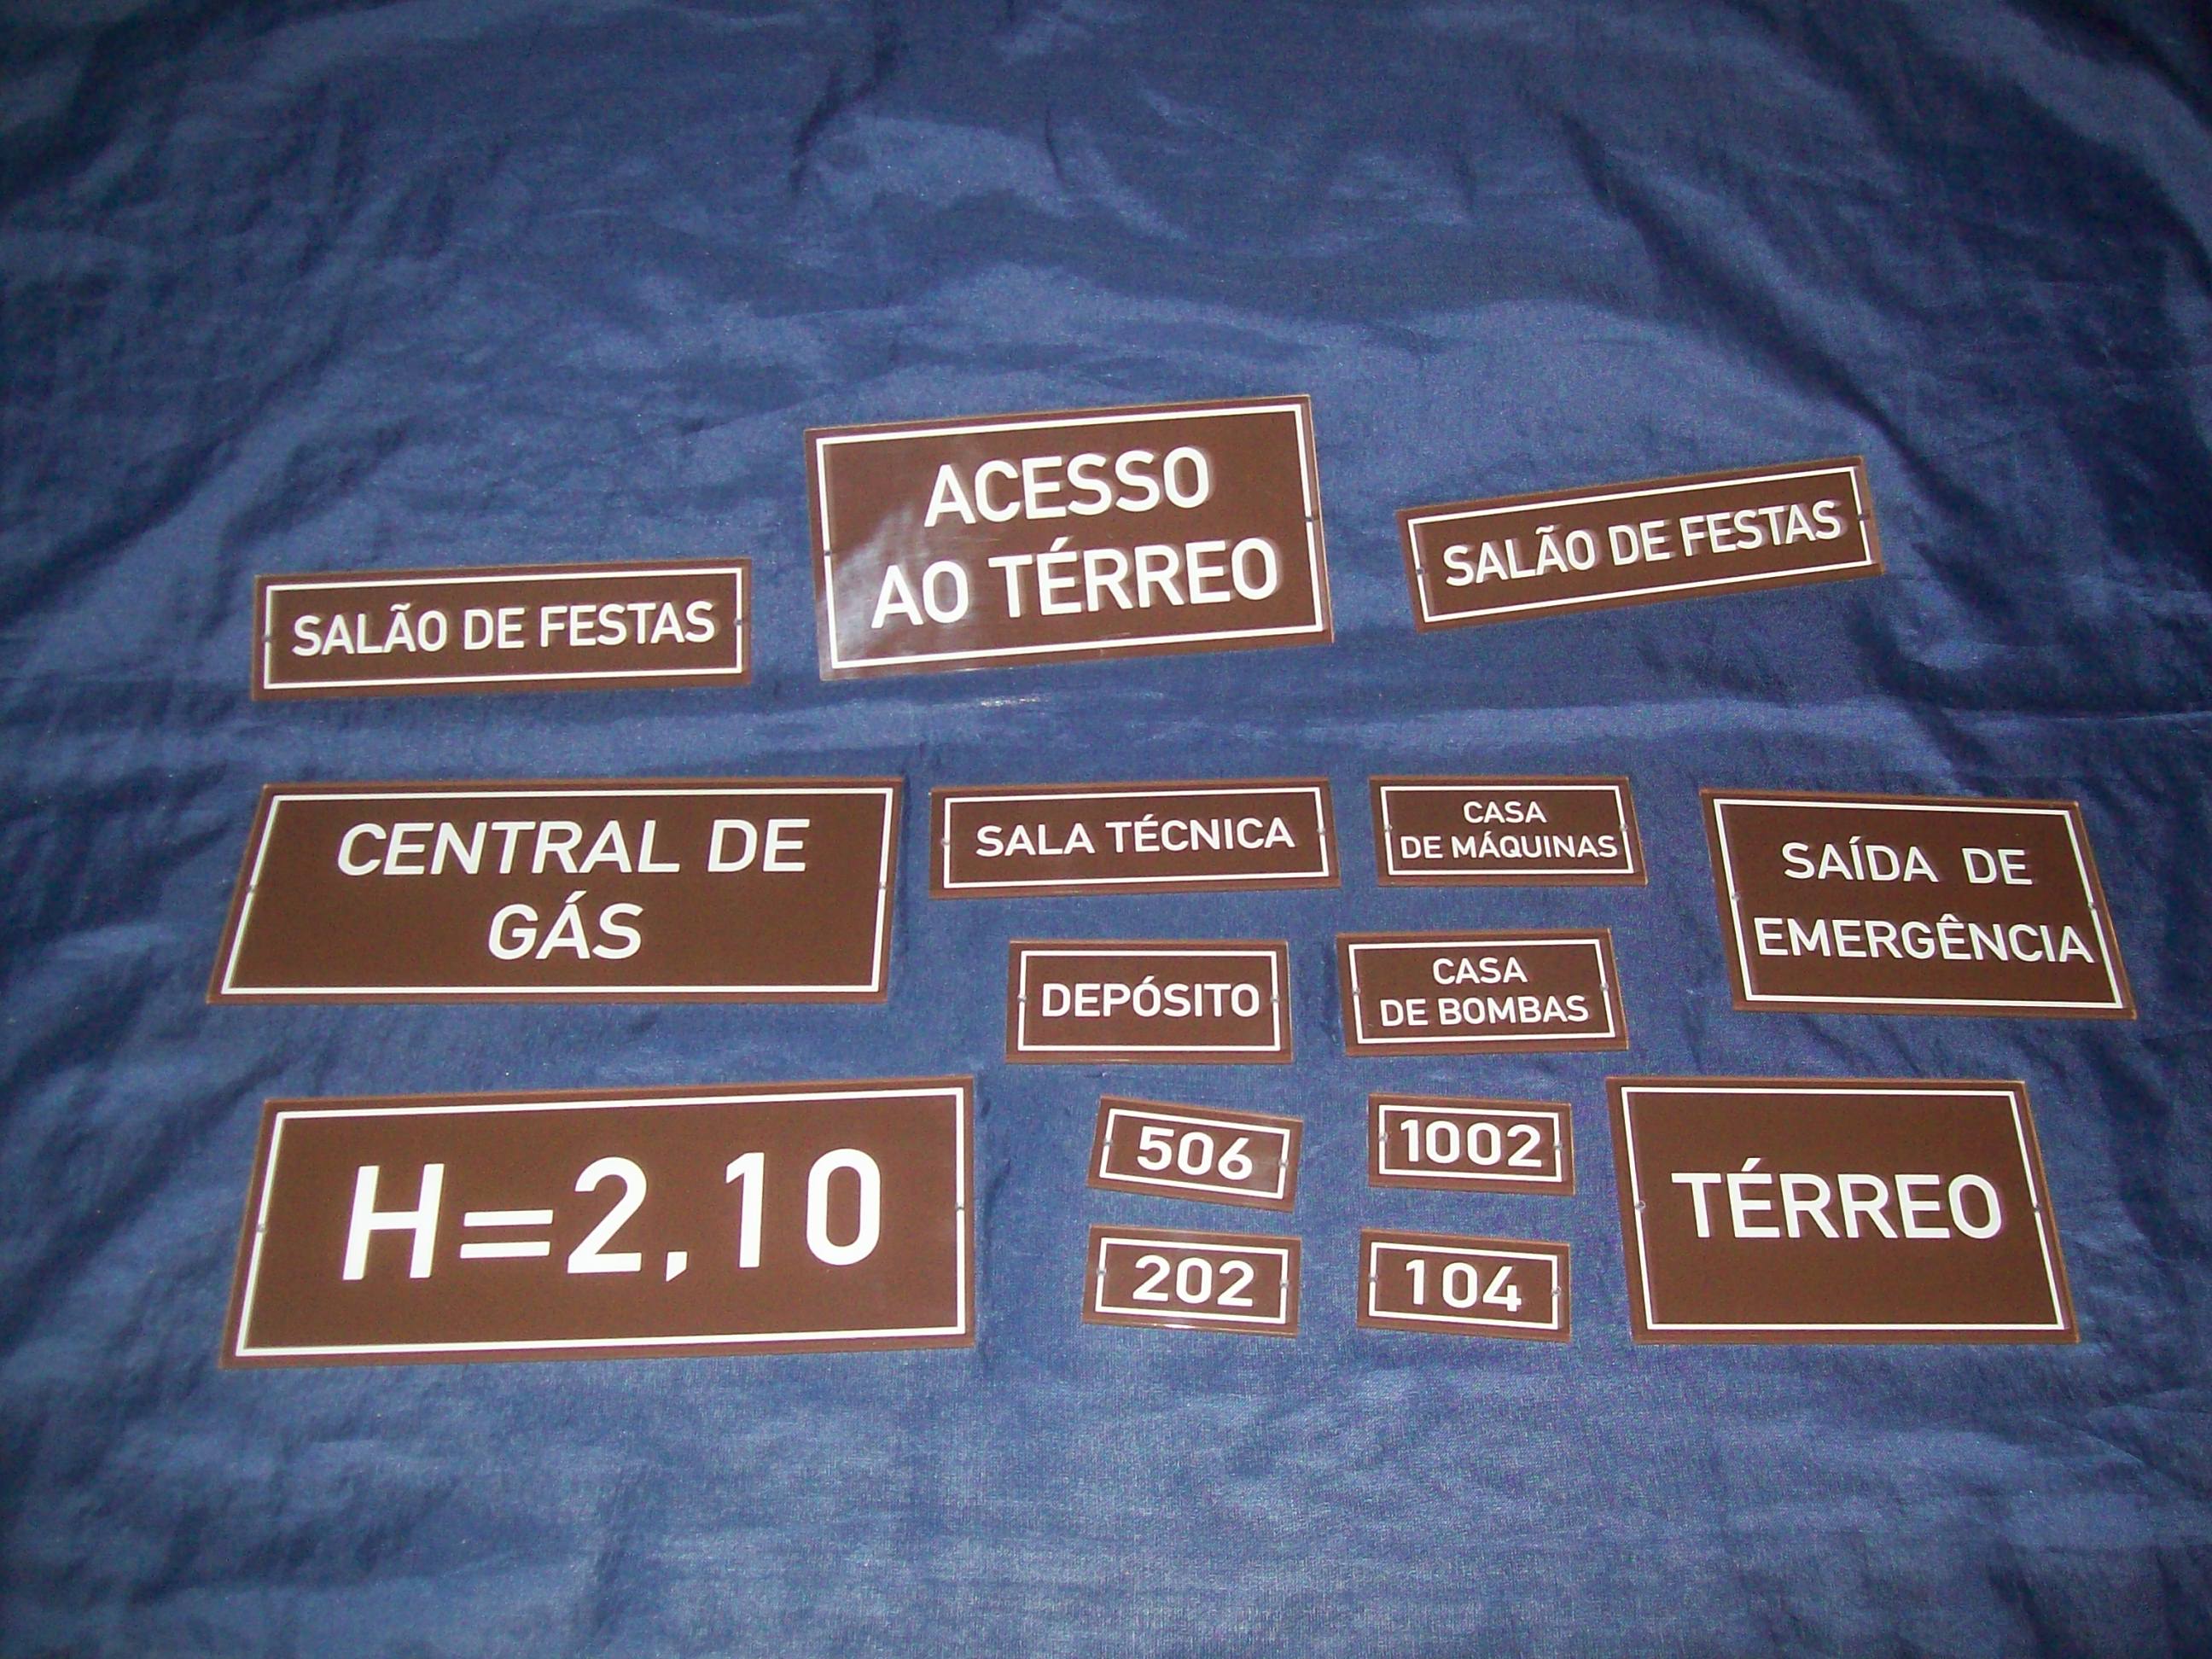 SALÃO DE FESTAS
ACESSO
AO TÉRREO
SALÃO DE FESTAS
CENTRAL DE
GÁS
SALA TÉCNICA
CASA
DE MÁQUINAS
SAÍDA DE
EMERGÊNCIA
DEPÓSITO
CASA
DE BOMBAS
H=2,10
506
1002
202
104
TÉRREO